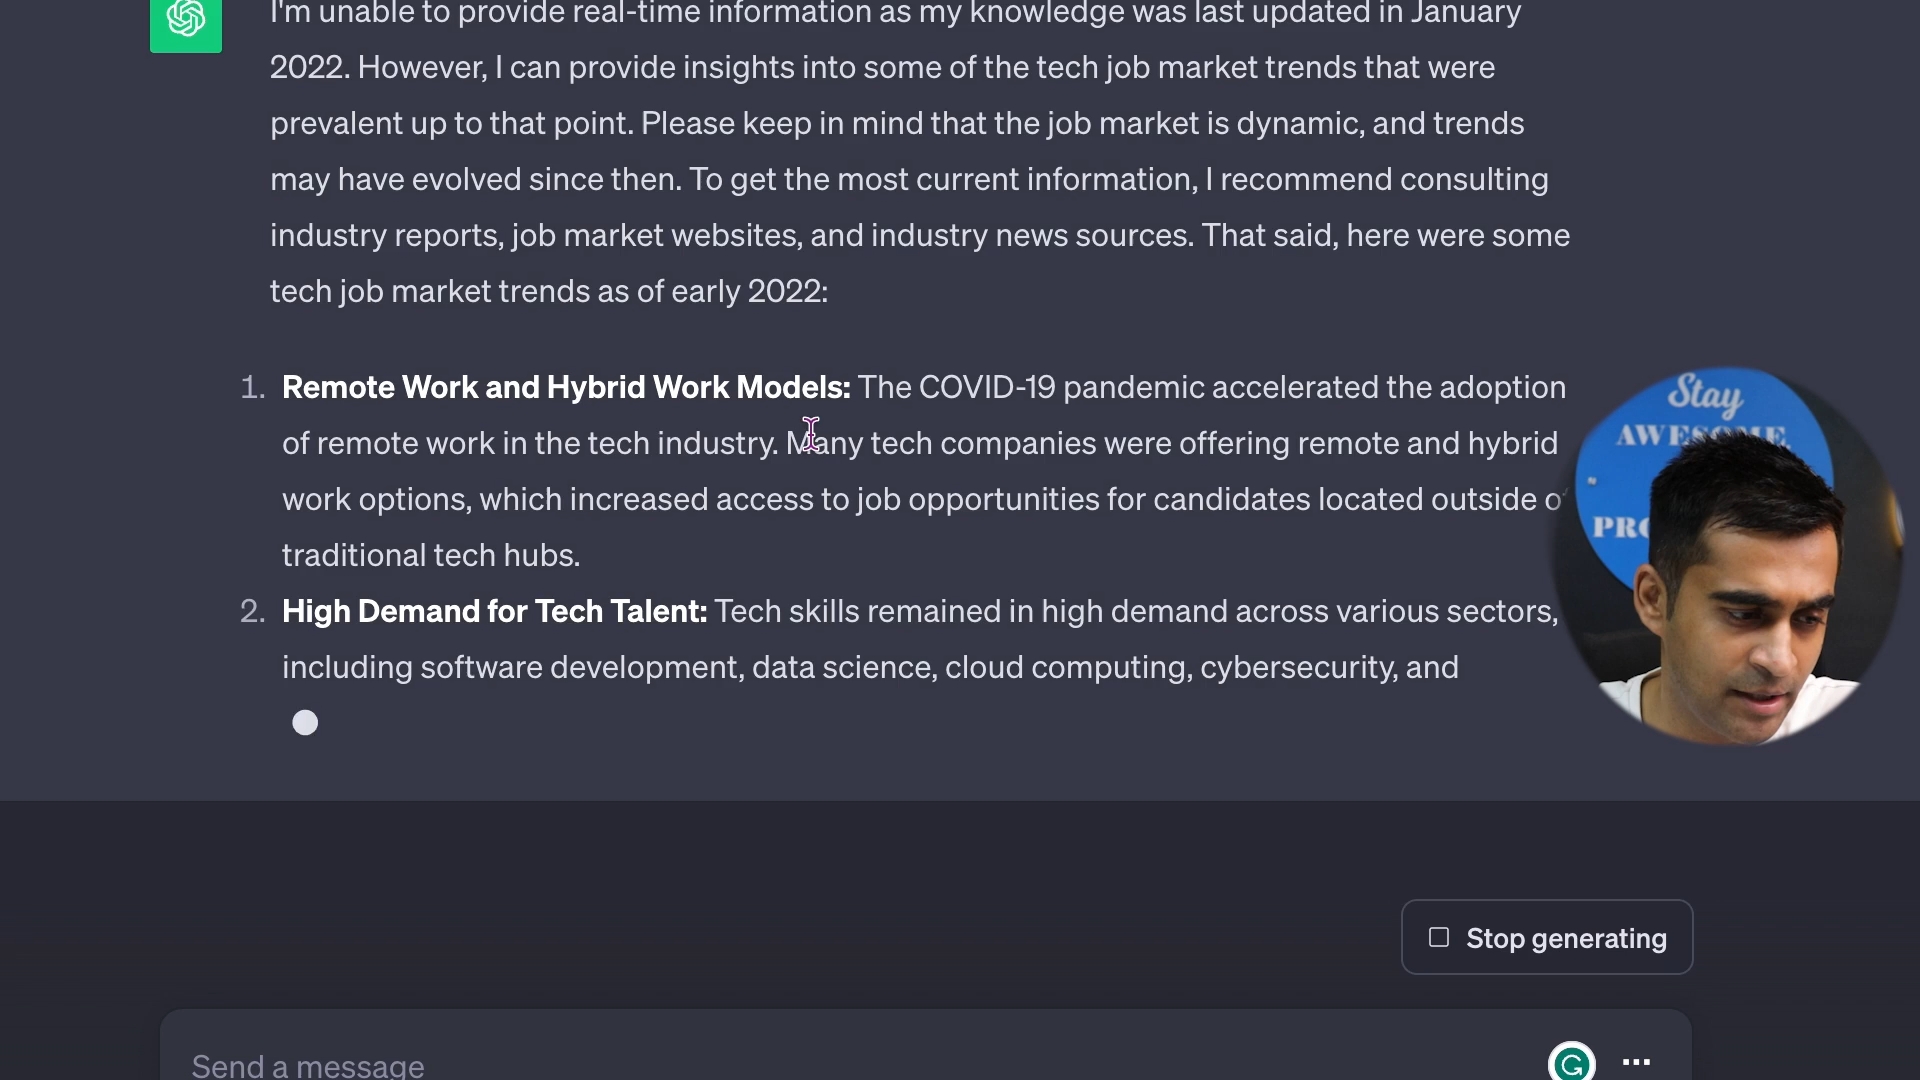 I'm unable to provide real-time information as my knowledge was last updated in January
2022. However, I can provide insights into some of the tech job market trends that were
prevalent up to that point. Please keep in mind that the job market is dynamic, and trends
may have evolved since then. To get the most current information, I recommend consulting
industry reports, job market websites, and industry news sources. That said, here were some
tech job market trends as of early 2022:
1. Remote Work and Hybrid Work Models: The COVID-19 pandemic accelerated the adoption
of remote work in the tech industry. Many tech companies were offering remote and hybrid
work options, which increased access to job opportunities for candidates located outside of
traditional tech hubs.
2. High Demand for Tech Talent: Tech skills remained in high demand across various sectors,
including software development, data science, cloud computing, cybersecurity, and
Stay
AWESOME
Stop generating
Send a message